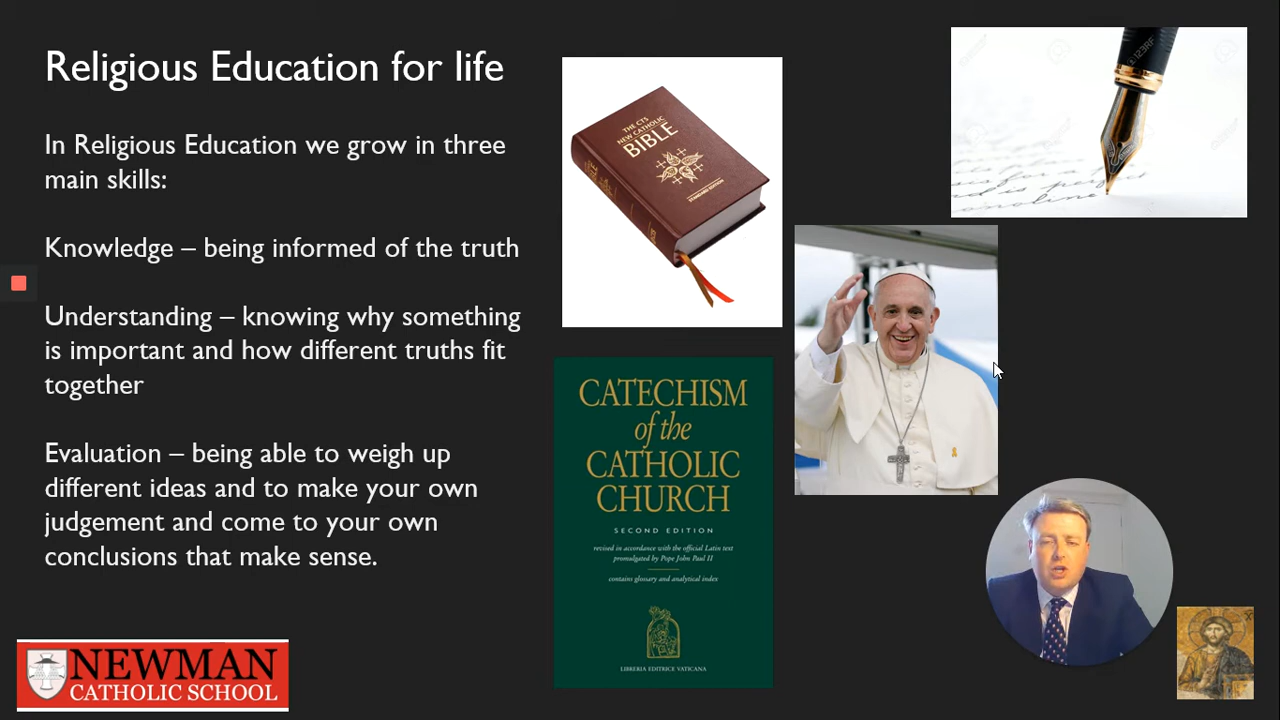 Religious Education for life
In Religious Education we grow in three
main skills:
Knowledge – being informed of the truth
Understanding – knowing why something
is important and how different truths fit
together
Evaluation – being able to weigh up
different ideas and to make your own
judgement and come to your own
conclusions that make sense.
NEWMAN
CATHOLIC SCHOOL
THE CTS
NEW CATHOLIC
BIBLE
STANDARD EDITION
CATECHISM
of the
CATHOLIC
CHURCH
SECOND EDITION
revised in accordance with the official Latin text
promulgated by Pope John Paul II
contains glossary and analytical index
LIBRERIA EDITRICE VATICANA
123RF